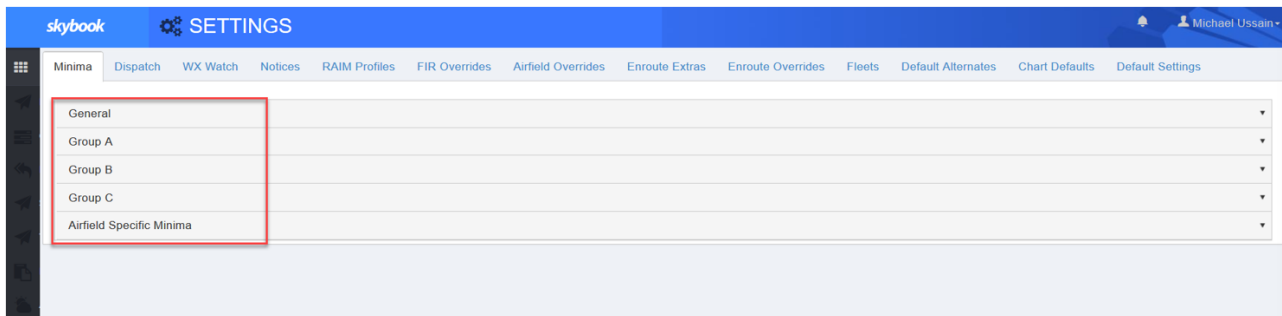 skybook SETTINGS Michael Ussain
Minima Dispatch WX Watch Notices RAIM Profiles FIR Overrides Airfield Overrides Enroute Extras Enroute Overrides Fleets Default Alternates Chart Defaults Default Settings
General
Group A
Group B
Group C
Airfield Specific Minima